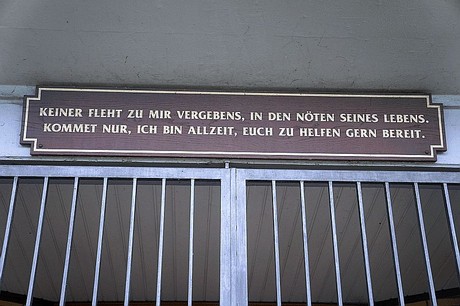 KEINER FLEHT ZU MIR VERGEBENS, IN DEN NÖTEN SEINES LEBENS.
KOMMET NUR, ICH BIN ALLZEIT, EUCH ZU HELFEN GERN BEREIT.